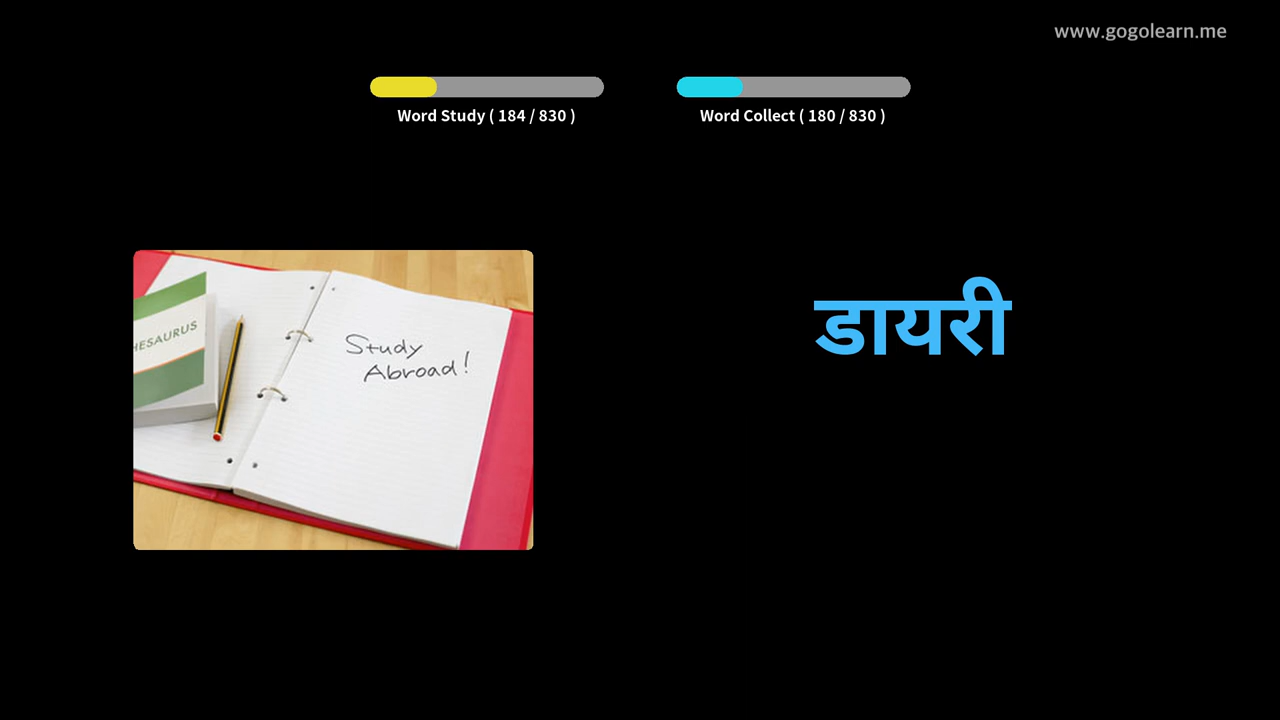 www.gogolearn.me
Word Study ( 184 / 830 )
Word Collect ( 180 / 830 )
HESAURUS
Study
Abroad!
डायरी